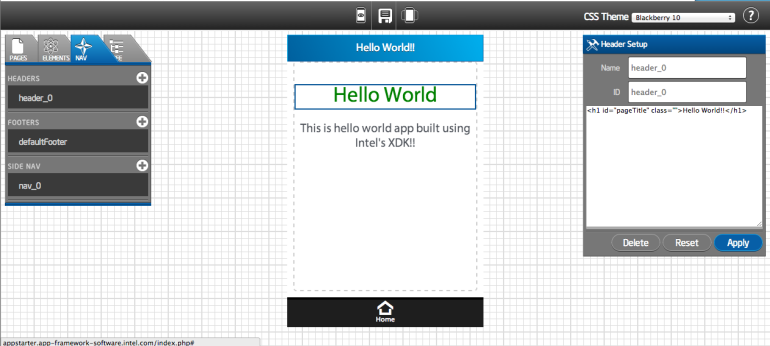 CSS Theme Blackberry 10 ?
PAGES ELEMENTS NAV
HEADERS
header_0
FOOTERS
defaultFooter
SIDE NAV
nav_0
Hello World!!
Hello World
This is hello world app built using
Intel's XDK!!
Home
Header Setup
Name header_0
ID header_0
<h1 id="pageTitle" class="">Hello World!!</h1>
Delete Reset Apply
appstarter.app-framework-software.intel.com/index.php#